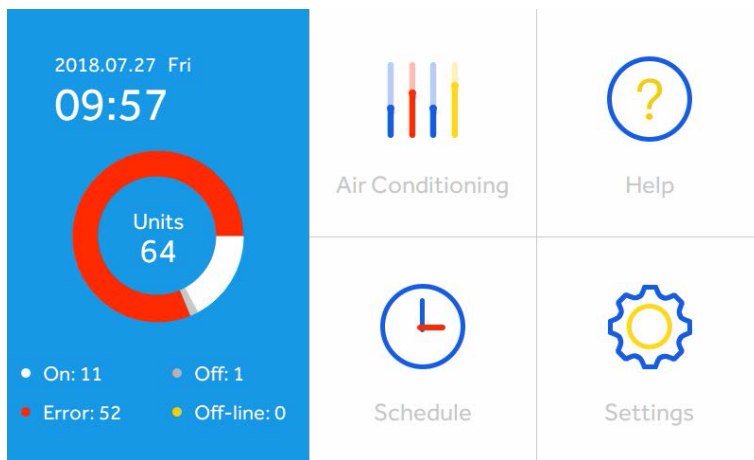 2018.07.27 Fri
09:57
Units
64
On: 11
Off: 1
Error: 52
Off-line: 0
Air Conditioning
?
Help
Schedule
Settings